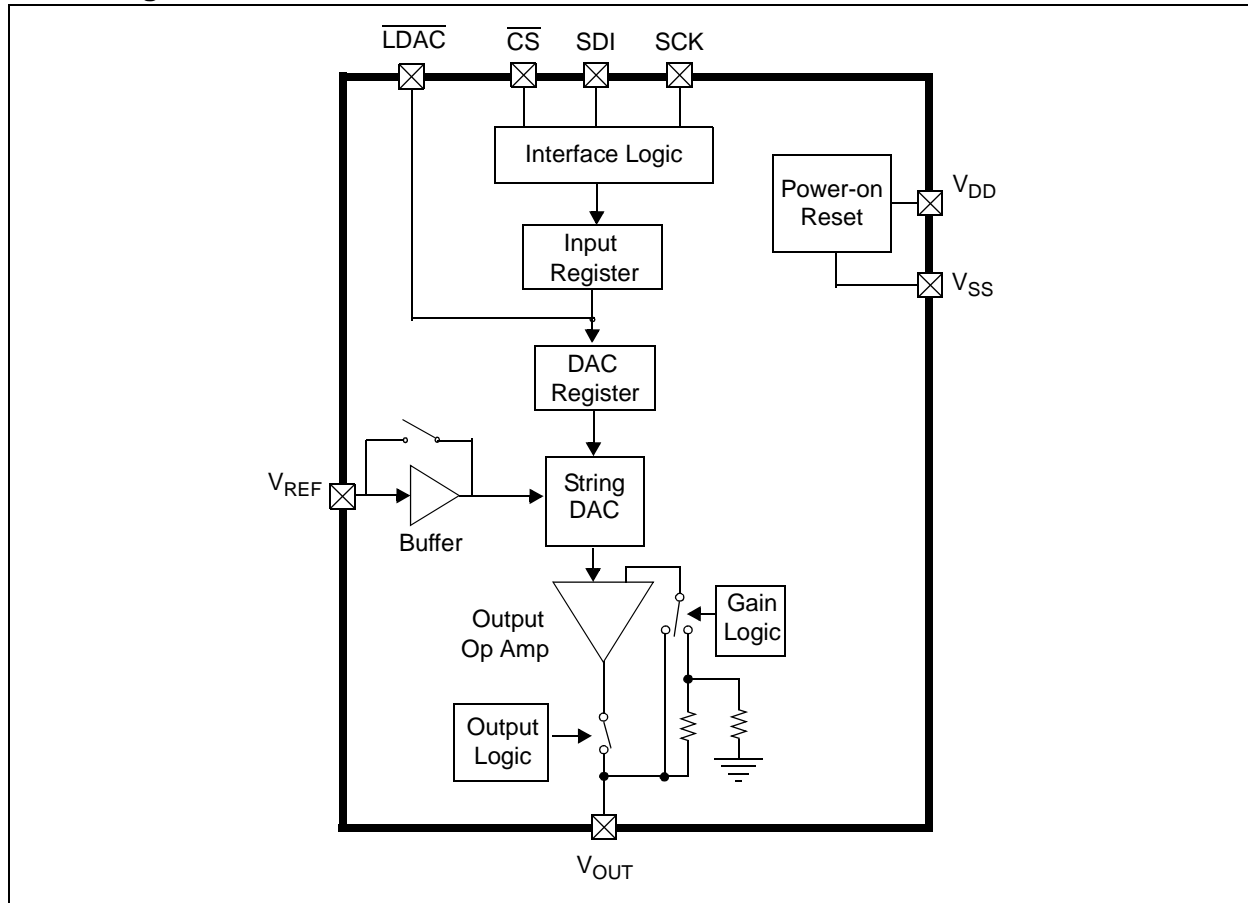 LDAC
CS
SDI
SCK
Interface Logic
Power-on
Reset
VDD
Input
Register
VSS
DAC
Register
VREF
String
DAC
Buffer
Output
Op Amp
Gain
Logic
Output
Logic
VOUT